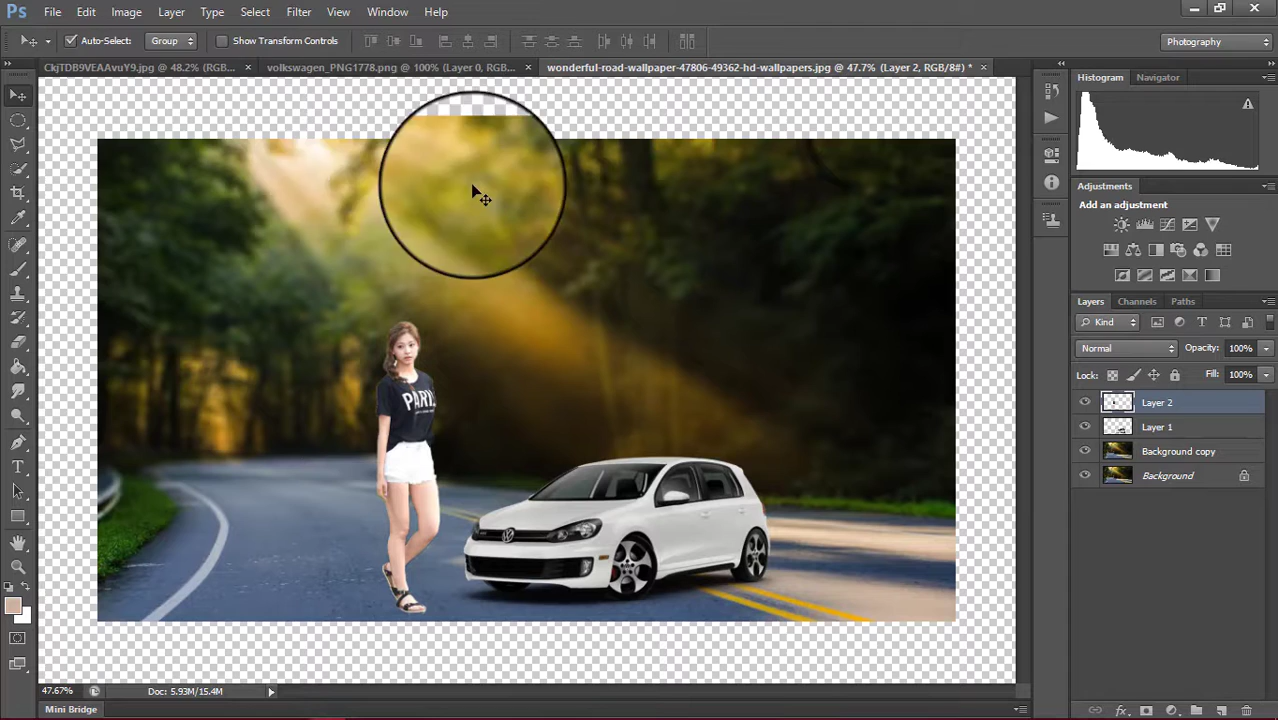 Ps File Edit Image Layer Type Select Filter View Window Help
Auto-Select: Group Show Transform Controls Photography
CkjTDB9VEAAvuY9.jpg @ 48.2% (RGB... × volkswagen_PNG1778.png @ 100% (Layer 0, RGB... × wonderful-road-wallpaper-47806-49362-hd-wallpapers.jpg @ 47.7% (Layer 2, RGB/8#) * ×
Histogram Navigator
Adjustments
Add an adjustment
Layers Channels Paths
Kind
Normal Opacity: 100%
Lock: Fill: 100%
Layer 2
Layer 1
Background copy
Background
PARI
47.67% Doc: 5.93M/15.4M
Mini Bridge